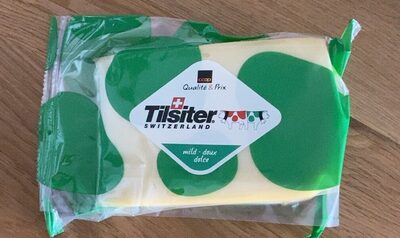 coop
Qualité & Prix
Tilsiter
SWITZERLAND
mild - doux
dolce